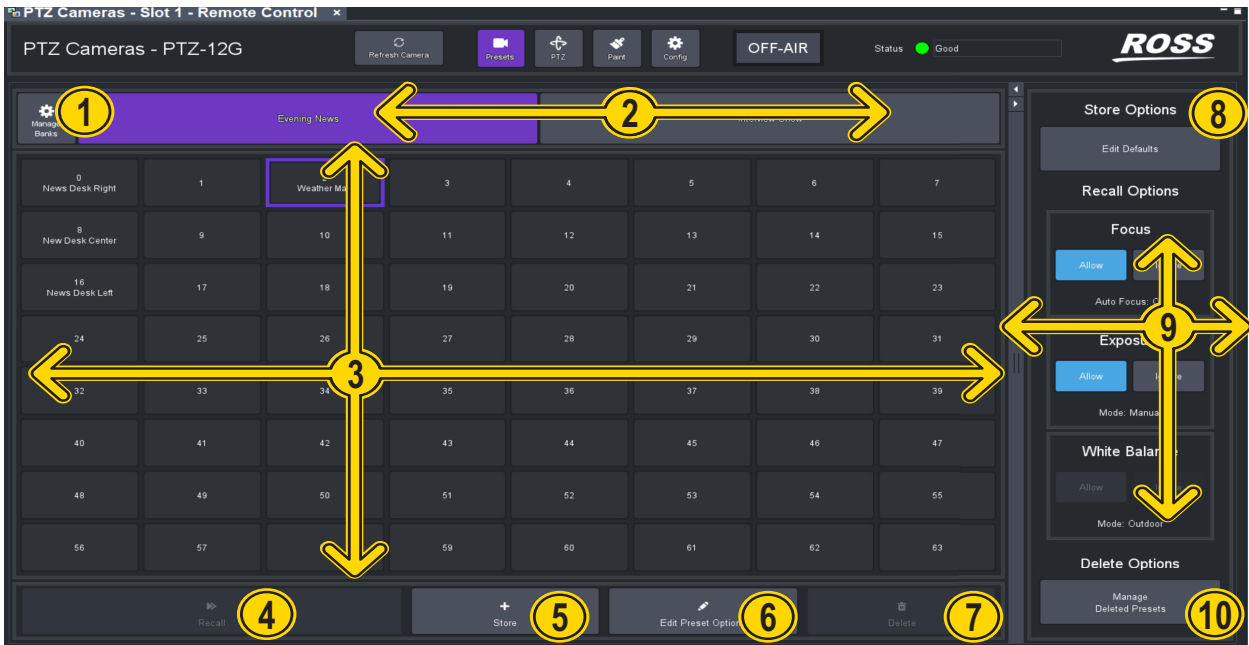 PTZ Cameras - Slot 1 - Remote Control ×
PTZ Cameras - PTZ-12G
Refresh Camera
Presets
PTZ
Paint
Config
OFF-AIR
Status
Good
ROSS
Manage
Banks
1
Evening News
2
Store Options
8
Edit Defaults
Recall Options
0
News Desk Right
1
Weather
3
4
5
6
7
8
New Desk Center
9
10
11
12
13
14
15
16
News Desk Left
17
18
19
20
21
22
23
24
25
26
27
28
29
30
31
32
33
34
35
36
37
38
39
3
40
41
42
43
44
45
46
47
48
49
50
51
52
53
54
55
56
57
59
60
61
62
63
Focus
Allow
Auto Focus:
9
Allow
Mode: Manual
White Balance
Allow
Mode: Outdoor
Delete Options
Manage
Deleted Presets
10
Recall
4
Store
5
Edit Preset Options
6
Delete
7